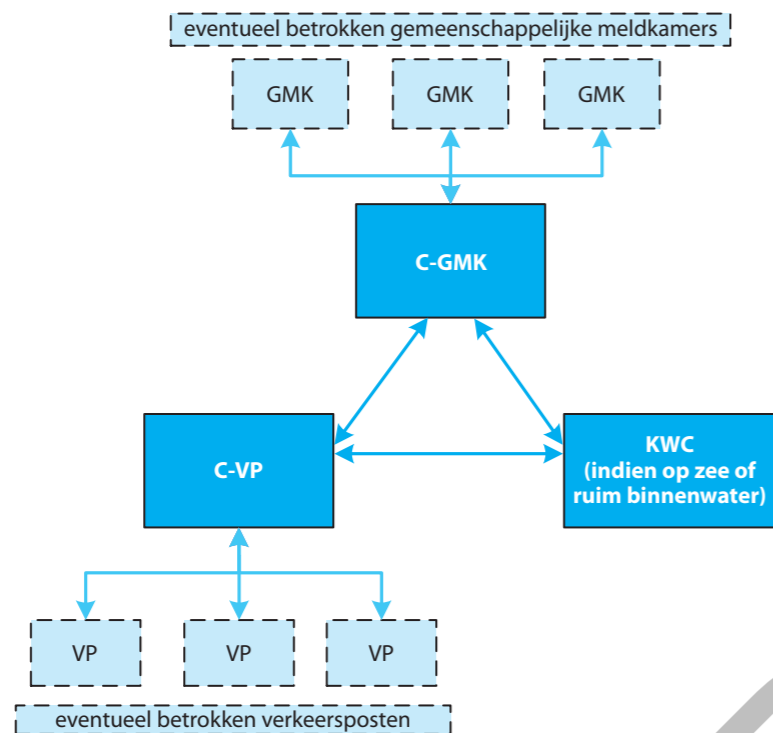 eventueel betrokken gemeenschappelijke meldkamers
GMK
GMK
GMK
C-GMK
C-VP
KWC
(indien op zee of
ruim binnenwater)
VP
VP
VP
eventueel betrokken verkeersposten